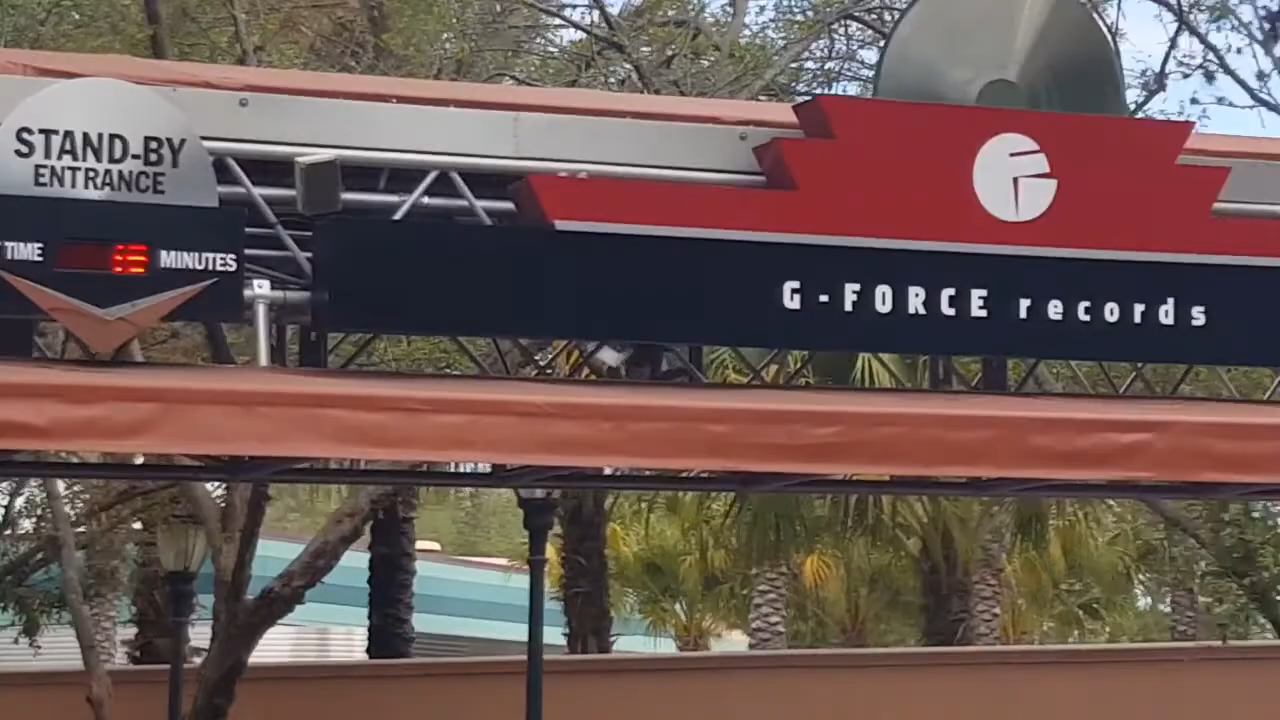 STAND-BY
ENTRANCE
TIME
MINUTES
G-FORCE records